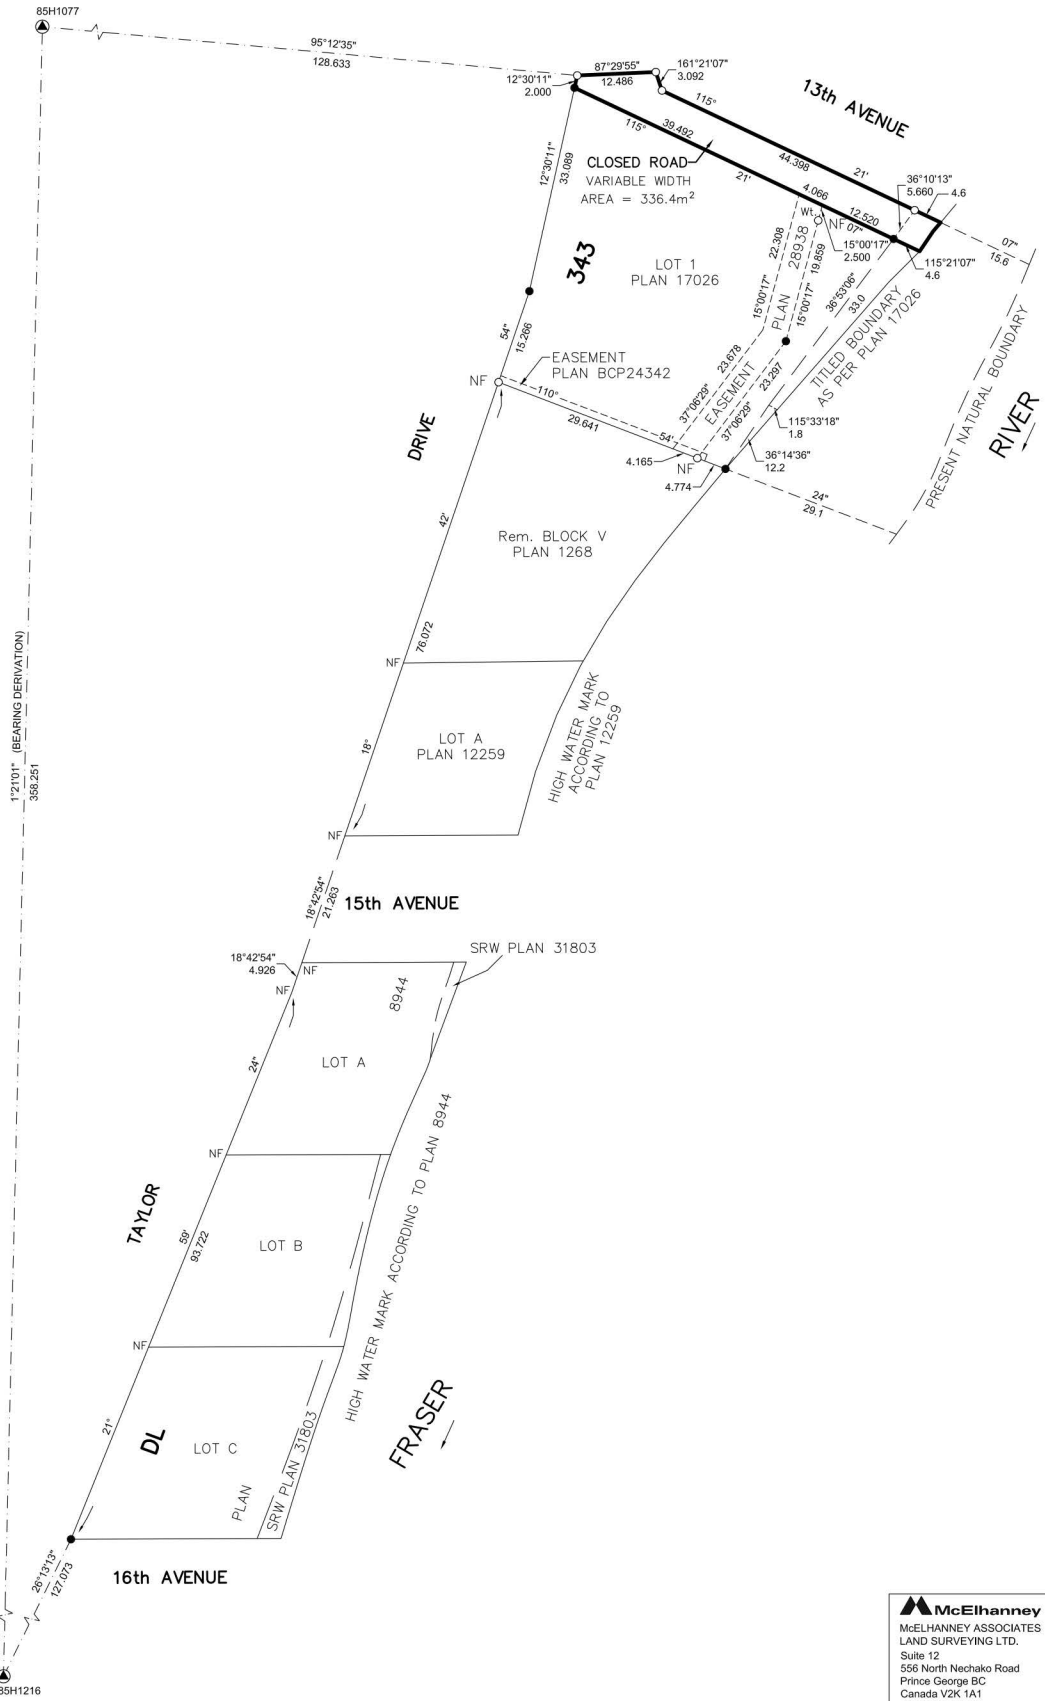 85H1077
95°12'35"
128.633
12°30'11"
2.000
87°29'55"
12.486
161°21'07"
3.092
13th AVENUE
115°
115°
39.492
44.398
21'
21'
36°10'13"
5.660
4.6
CLOSED ROAD
VARIABLE WIDTH
AREA = 336.4m²
12°30'11"
33.089
4.066
12.520
Wt.
NF
07"
15°00'17"
2.500
07"
15.6
115°21'07"
4.6
343
LOT 1
PLAN 17026
22.308
15°00'17"
PLAN
28938
19.859
15°00'17"
36°53'06"
33.0
TITLED BOUNDARY
AS PER PLAN 17026
PRESENT NATURAL BOUNDARY
RIVER
54"
15.266
EASEMENT
PLAN BCP24342
NF
110°
29.641
54'
37°06'29"
23.678
EASEMENT
37°06'29"
23.297
115°33'18"
1.8
36°14'36"
12.2
4.165
NF
4.774
24"
29.1
DRIVE
42'
Rem. BLOCK V
PLAN 1268
76.072
NF
1°21'01" (BEARING DERIVATION)
358.251
18°
LOT A
PLAN 12259
HIGH WATER MARK
ACCORDING TO
PLAN 12259
NF
18°42'54"
21.263
15th AVENUE
18°42'54"
4.926
NF
NF
SRW PLAN 31803
8944
24"
LOT A
NF
HIGH WATER MARK ACCORDING TO PLAN 8944
TAYLOR
59'
93.722
LOT B
NF
21°
DL
LOT C
PLAN
SRW PLAN 31803
FRASER
26°13'13"
127.073
16th AVENUE
85H1216
McElhanney
McELHANNEY ASSOCIATES
LAND SURVEYING LTD.
Suite 12
556 North Nechako Road
Prince George BC
Canada V2K 1A1